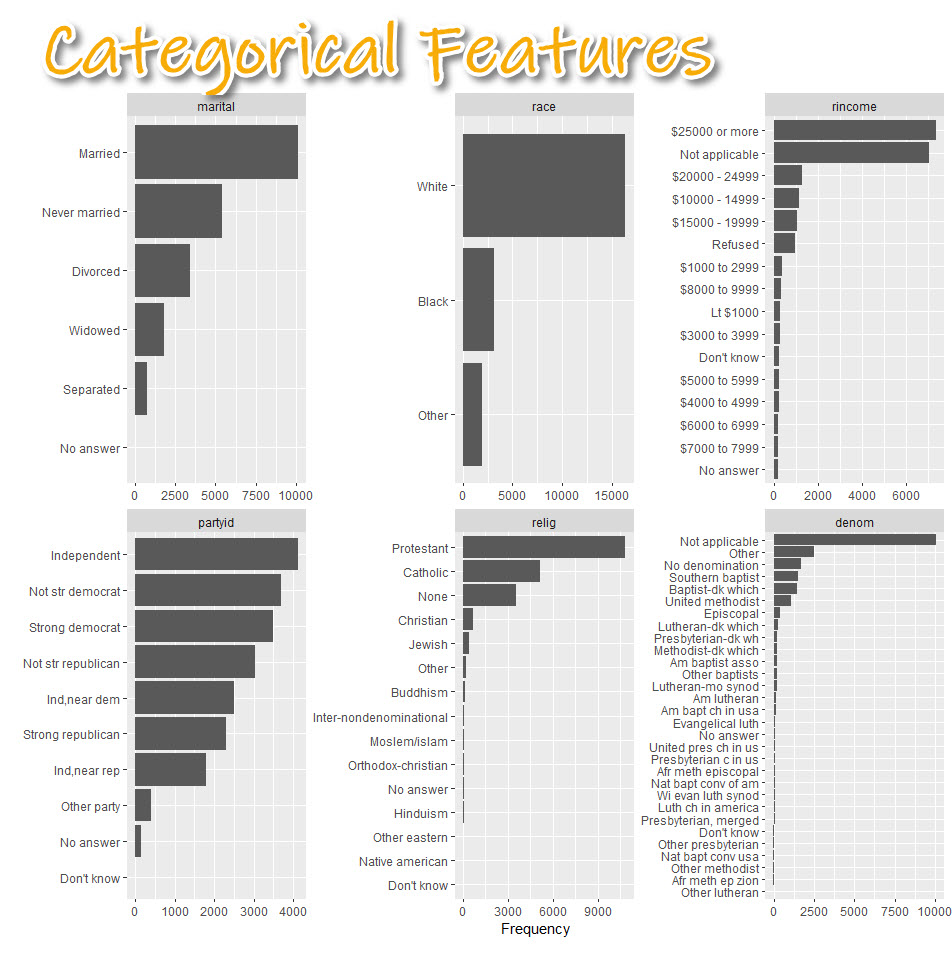 Categorical Features
marital
Married
Never married
Divorced
Widowed
Separated
No answer
0 2500 5000 7500 10000
race
White
Black
Other
0 5000 10000 15000
rincome
$25000 or more
Not applicable
$20000 - 24999
$10000 - 14999
$15000 - 19999
Refused
$1000 to 2999
$8000 to 9999
Lt $1000
$3000 to 3999
Don't know
$5000 to 5999
$4000 to 4999
$6000 to 6999
$7000 to 7999
No answer
0 2000 4000 6000
partyid
Independent
Not str democrat
Strong democrat
Not str republican
Ind,near dem
Strong republican
Ind,near rep
Other party
No answer
Don't know
0 1000 2000 3000 4000
relig
Protestant
Catholic
None
Christian
Jewish
Other
Buddhism
Inter-nondenominational
Moslem/islam
Orthodox-christian
No answer
Hinduism
Other eastern
Native american
Don't know
0 3000 6000 9000
denom
Not applicable
Other
No denomination
Southern baptist
Baptist-dk which
United methodist
Episcopal
Lutheran-dk which
Presbyterian-dk wh
Methodist-dk which
Am baptist asso
Other baptists
Lutheran-mo synod
Am lutheran
Am bapt ch in usa
Evangelical luth
No answer
United pres ch in us
Presbyterian c in us
Afr meth episcopal
Nat bapt conv of am
Wi evan luth synod
Luth ch in america
Presbyterian, merged
Don't know
Other presbyterian
Nat bapt conv usa
Other methodist
Afr meth ep zion
Other lutheran
0 2500 5000 7500 10000
Frequency